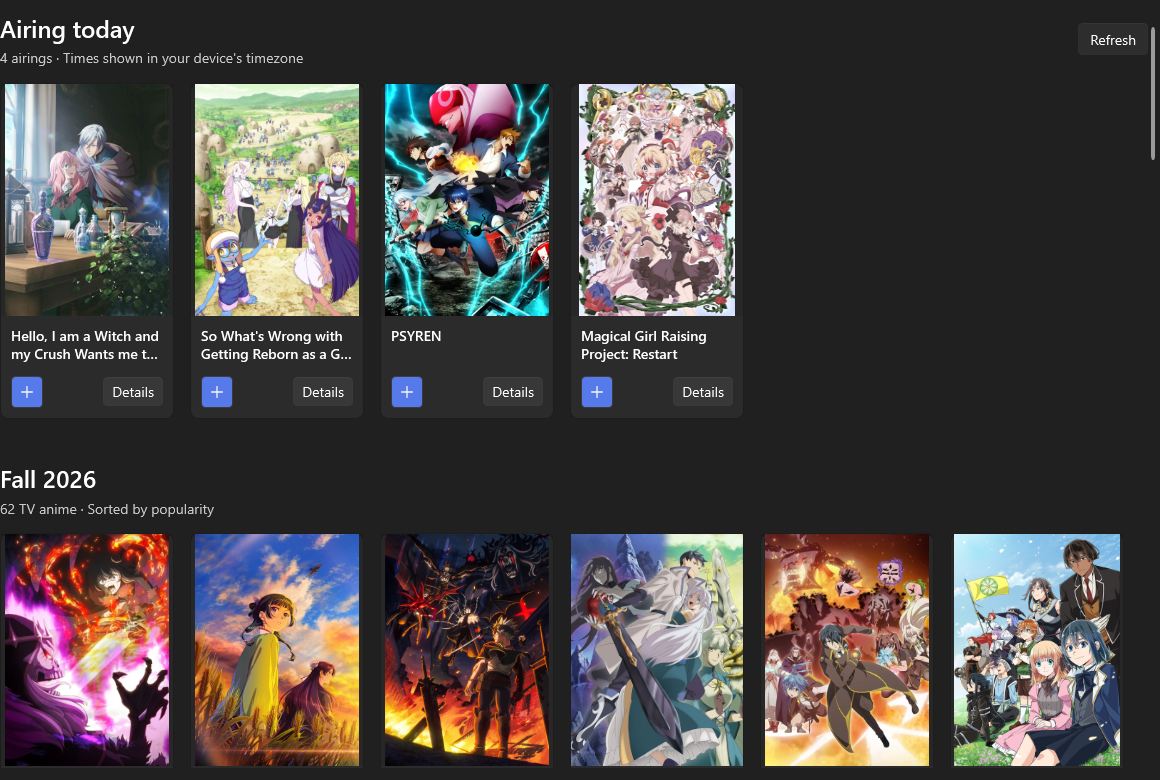 Airing today
4 airings · Times shown in your device's timezone
Refresh
Hello, I am a Witch and
my Crush Wants me t...
So What's Wrong with
Getting Reborn as a G...
PSYREN
Magical Girl Raising
Project: Restart
+ Details
+ Details
+ Details
+ Details
Fall 2026
62 TV anime · Sorted by popularity